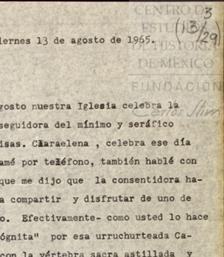 CENTRO
ESTU
HISTORIA
DE MEXICO
FUNDACIÓN
Carlos Slim
3
(13/29)
iernes 13 de agosto de 1965.
gosto nuestra Iglesia celebra la
seguidora del mínimo y seráfico
isas. Claraelena , celebra ese día
amé por teléfono, también hablé con
que me dijo que la consentidora ha-
a compartir y disfrutar de uno de
o. Efectivamente- como usted lo hace
ógnita" por esa urruchurteada Ca-
con la vértebra sacra astillada y